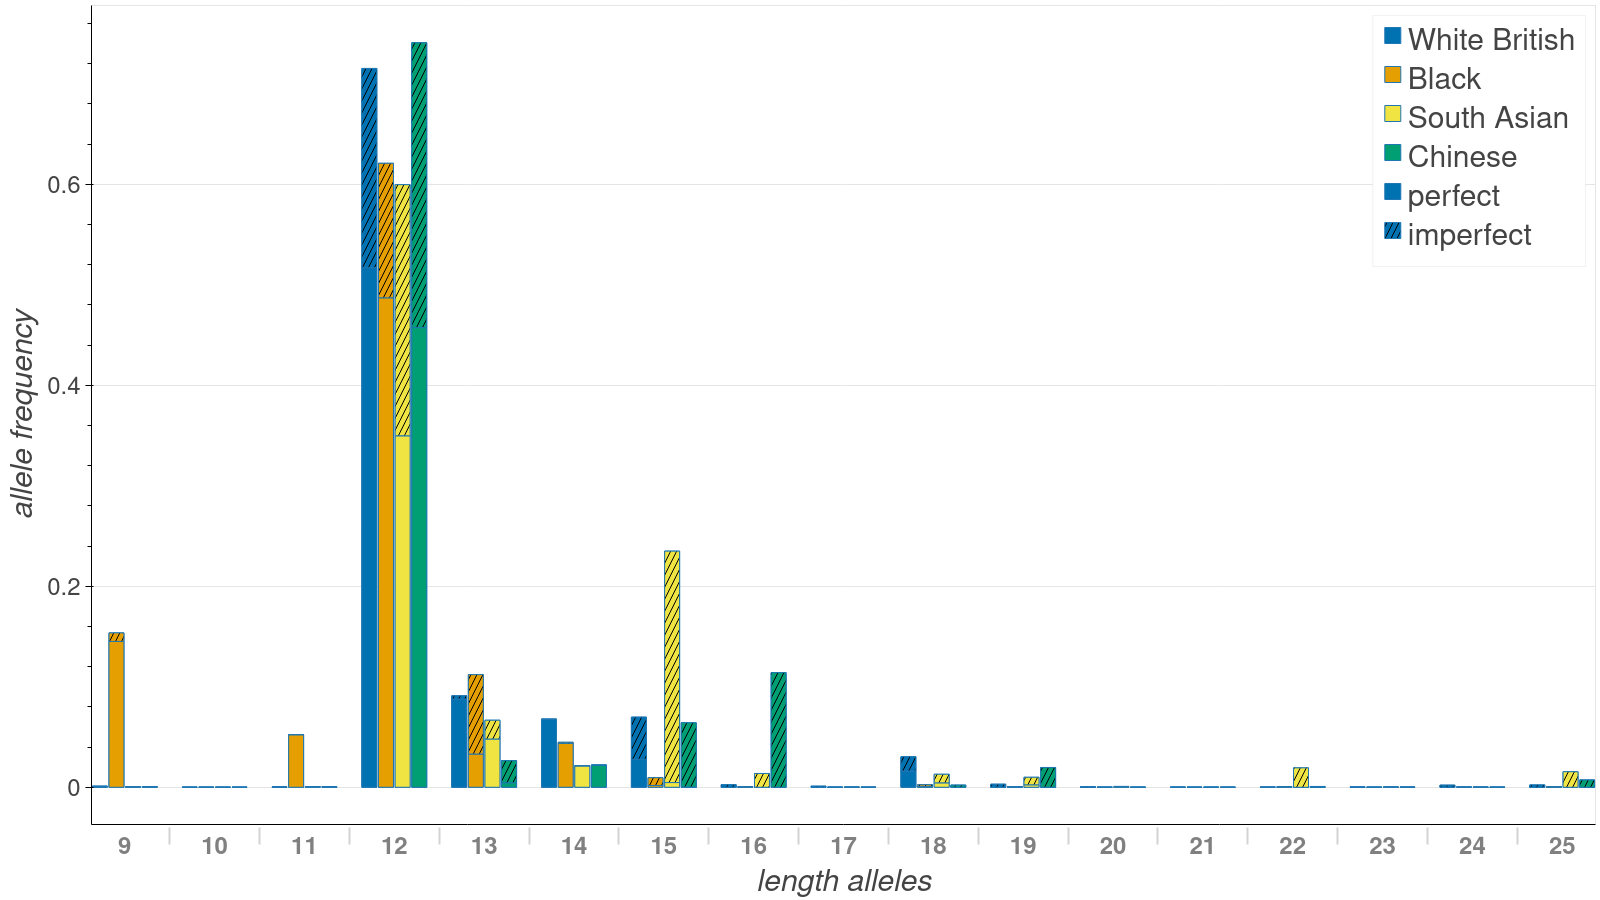 White British
Black
South Asian
Chinese
perfect
imperfect
allele frequency
0.6
0.4
0.2
0
9 10 11 12 13 14 15 16 17 18 19 20 21 22 23 24 25
length alleles